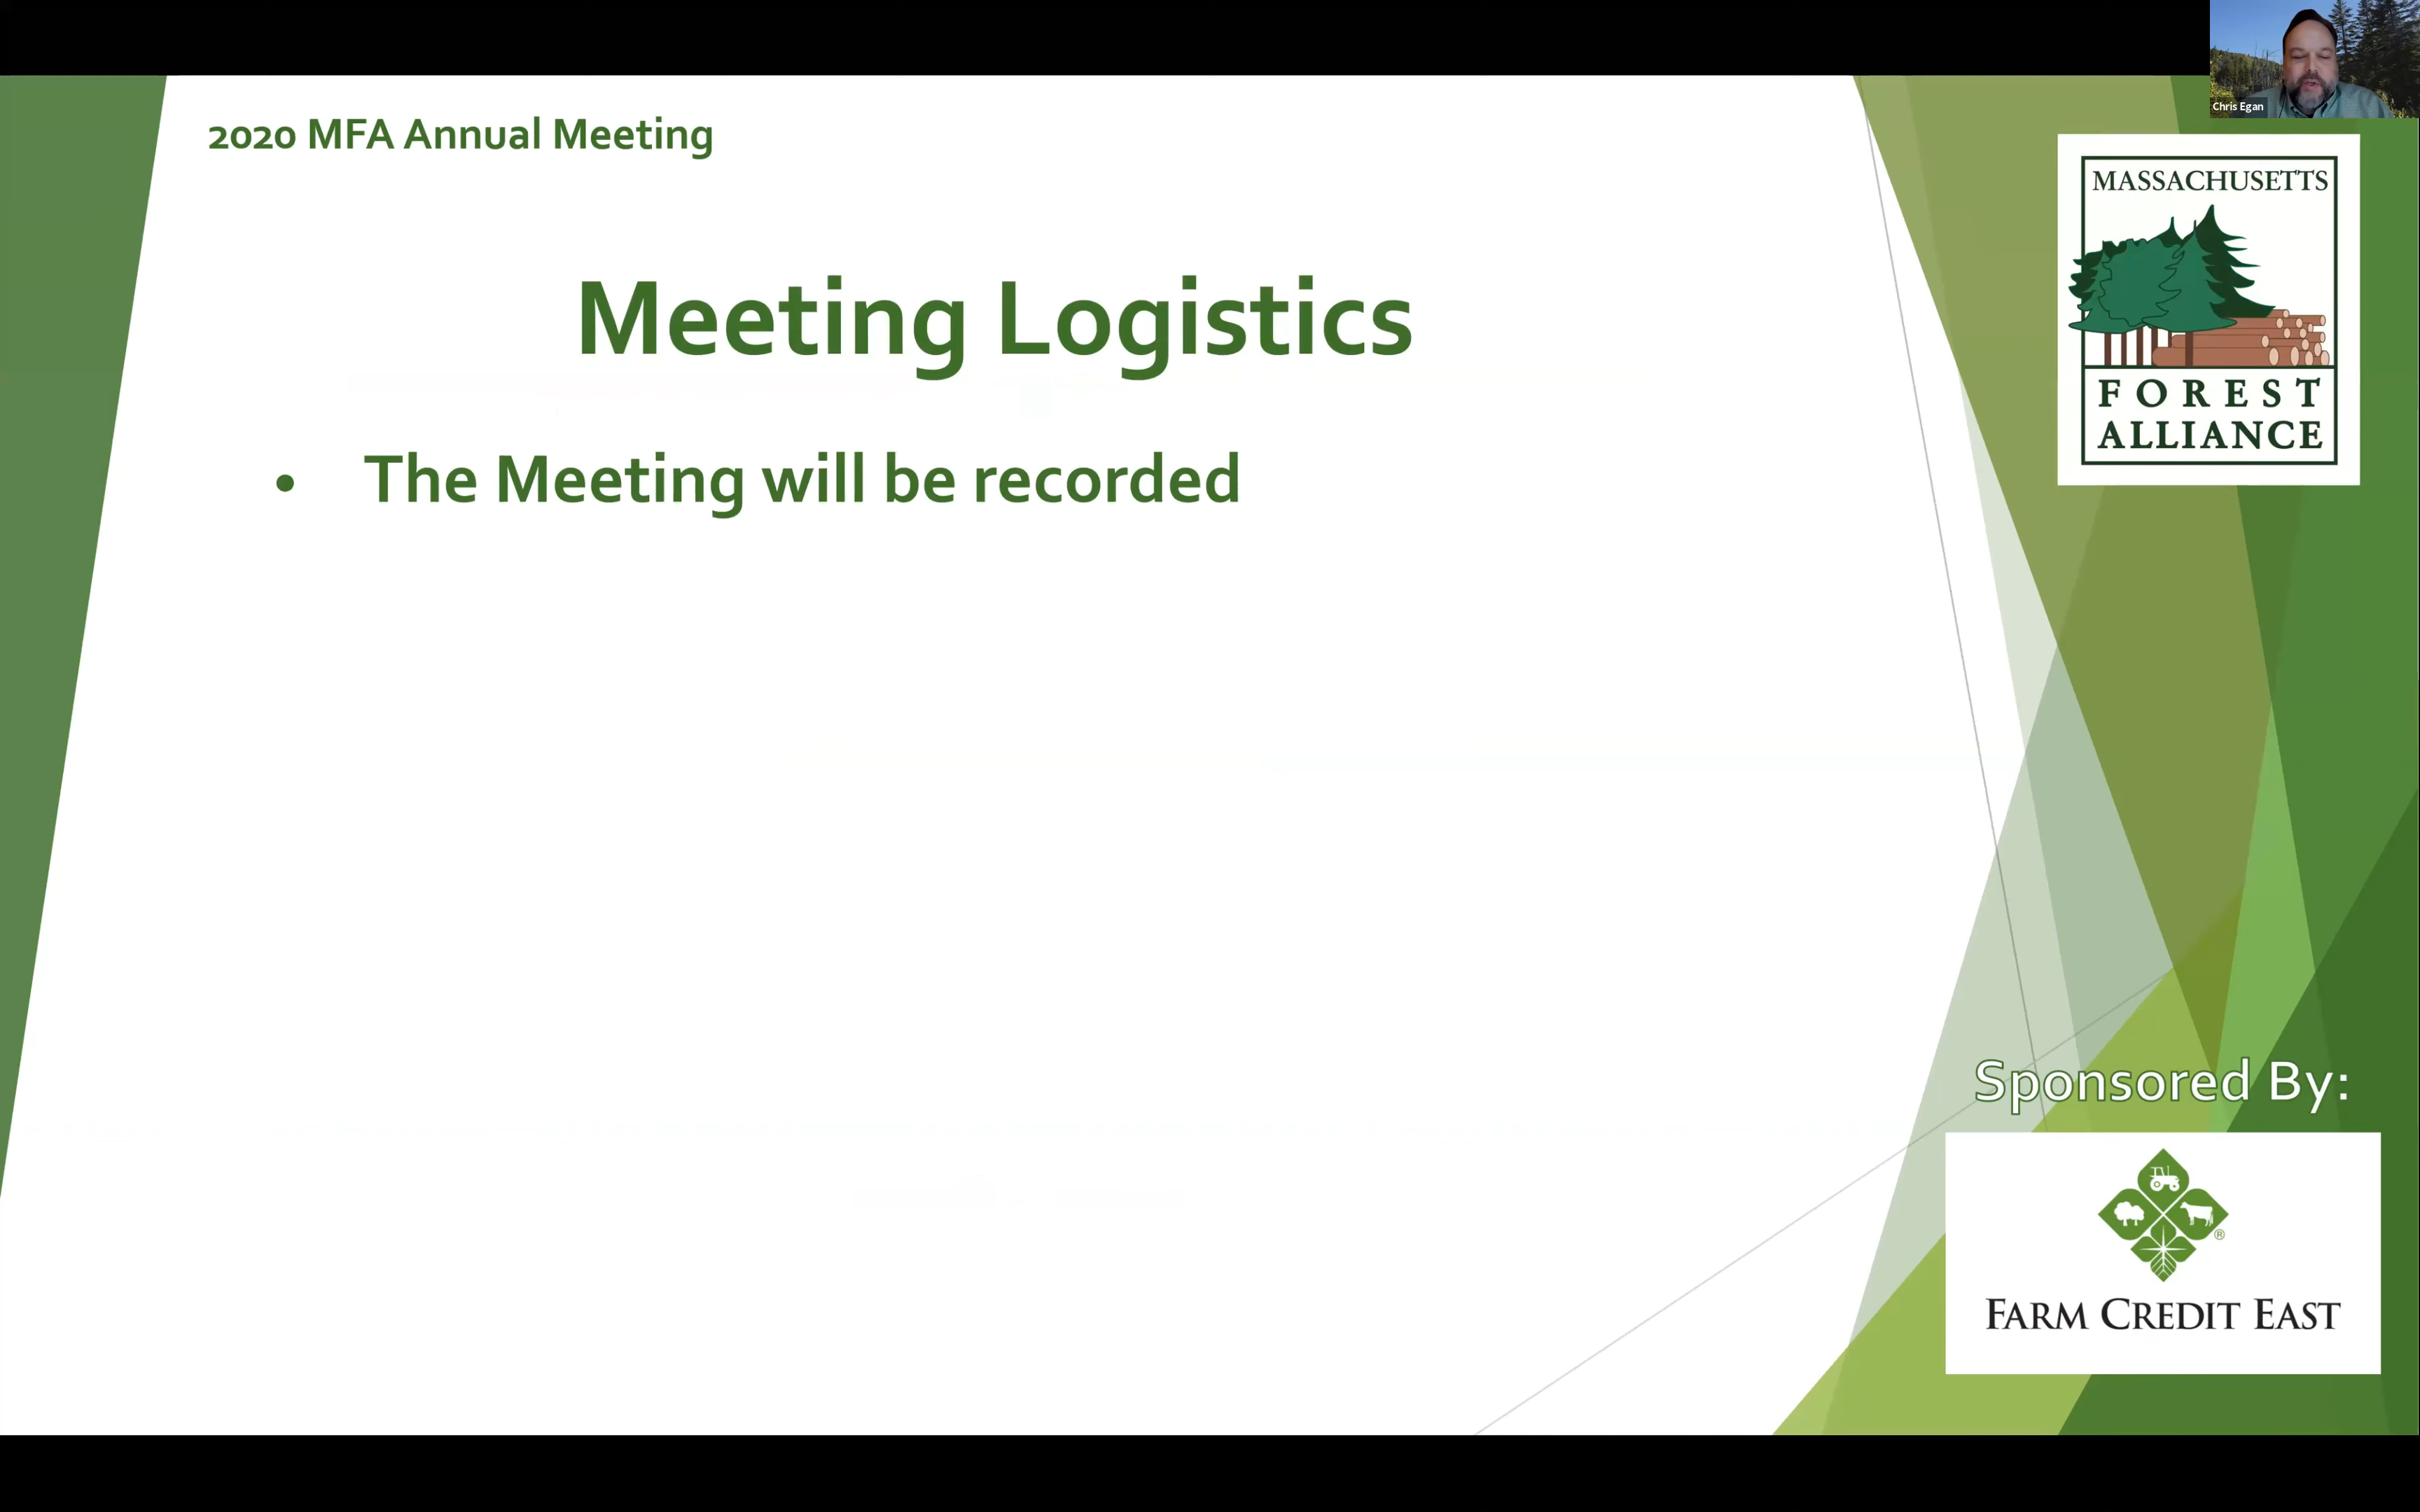 Chris Egan
2020 MFA Annual Meeting
MASSACHUSETTS
FOREST
ALLIANCE
Meeting Logistics
• The Meeting will be recorded
Sponsored By:
®
FARM CREDIT EAST